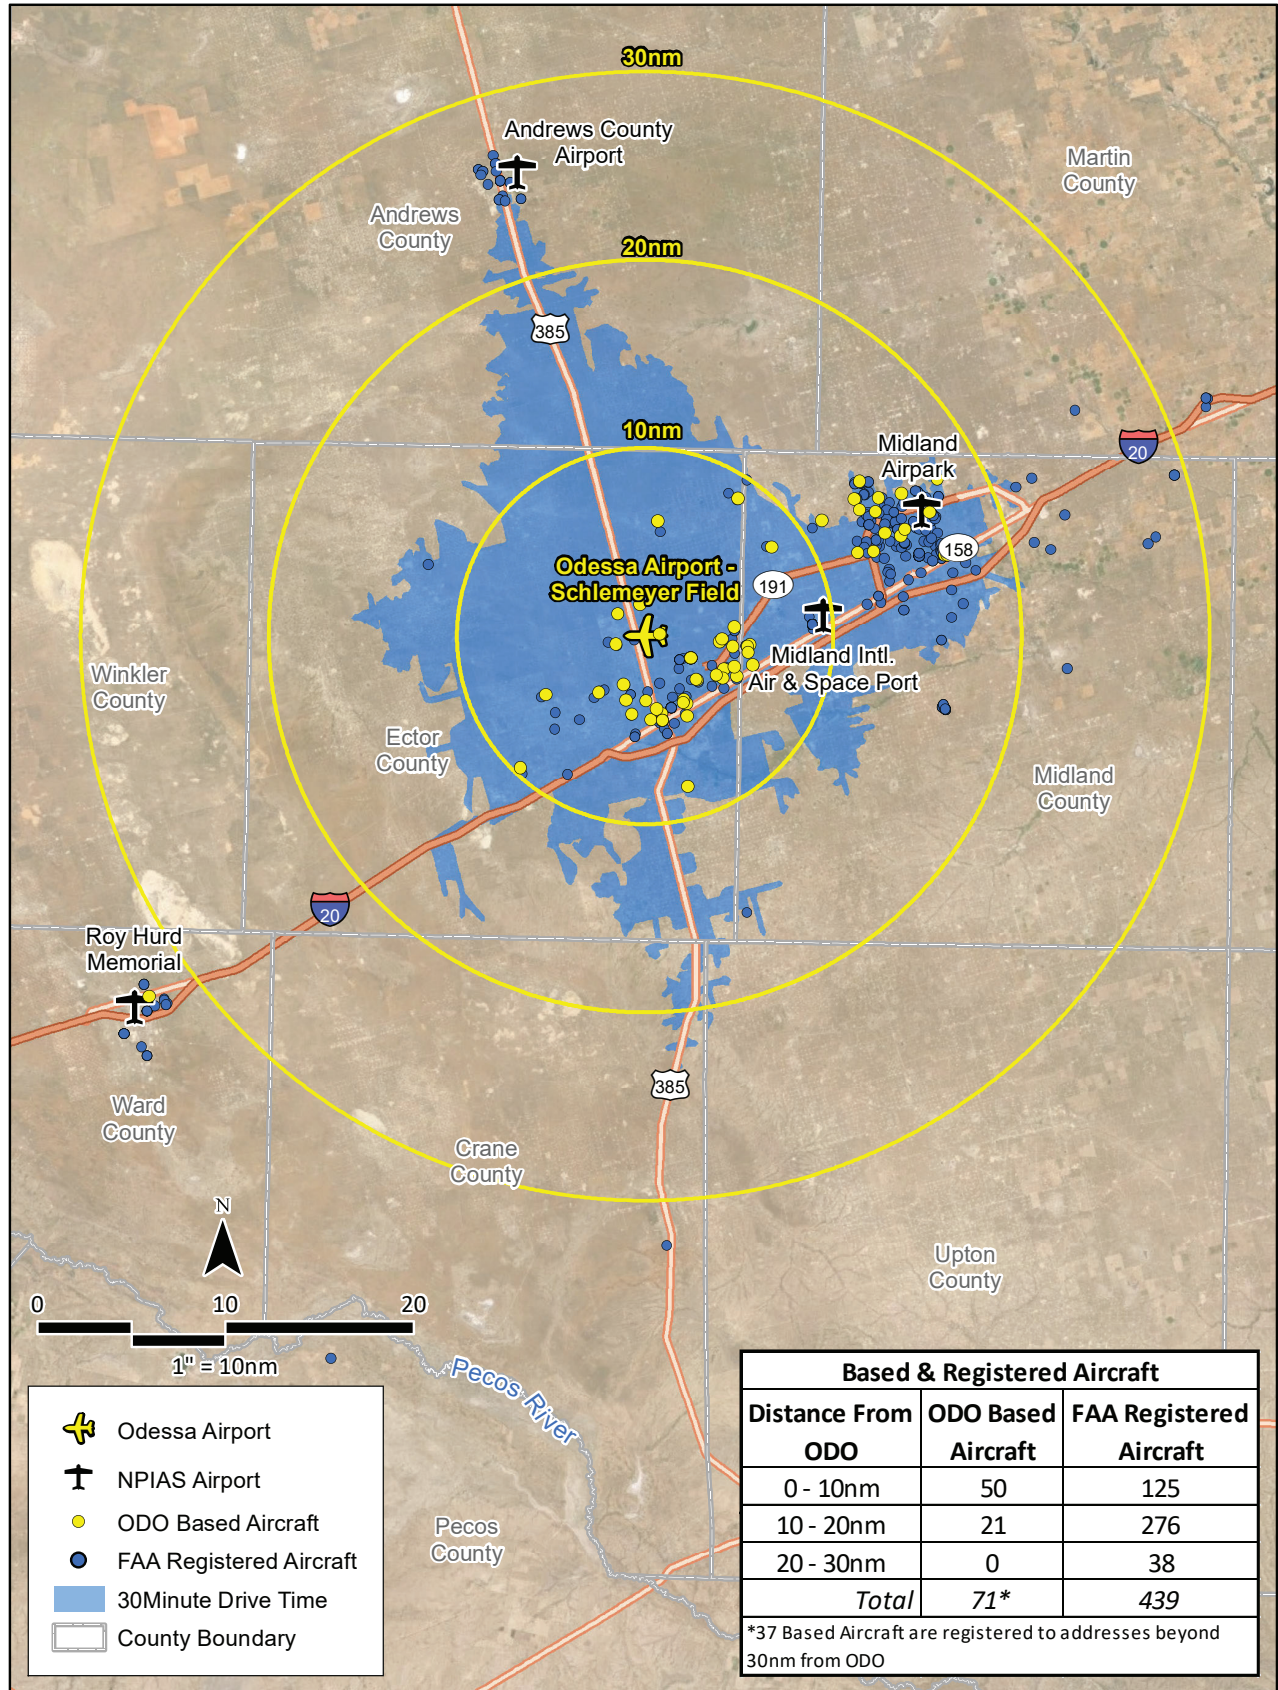 30nm
Andrews County
Airport
Martin
County
Andrews
County
20nm
385
10nm
Midland
Airpark
20
158
Odessa Airport -
Schlemeyer Field
191
Midland Intl.
Air & Space Port
Winkler
County
Ector
County
Midland
County
20
Roy Hurd
Memorial
385
Ward
County
Crane
County
N
Upton
County
0 10 20
1" = 10nm
Pecos River
Pecos
County
Odessa Airport
NPIAS Airport
ODO Based Aircraft
FAA Registered Aircraft
30Minute Drive Time
County Boundary
Based & Registered Aircraft
Distance From ODO Based FAA Registered
ODO Aircraft Aircraft
0 - 10nm 50 125
10 - 20nm 21 276
20 - 30nm 0 38
Total 71* 439
*37 Based Aircraft are registered to addresses beyond
30nm from ODO